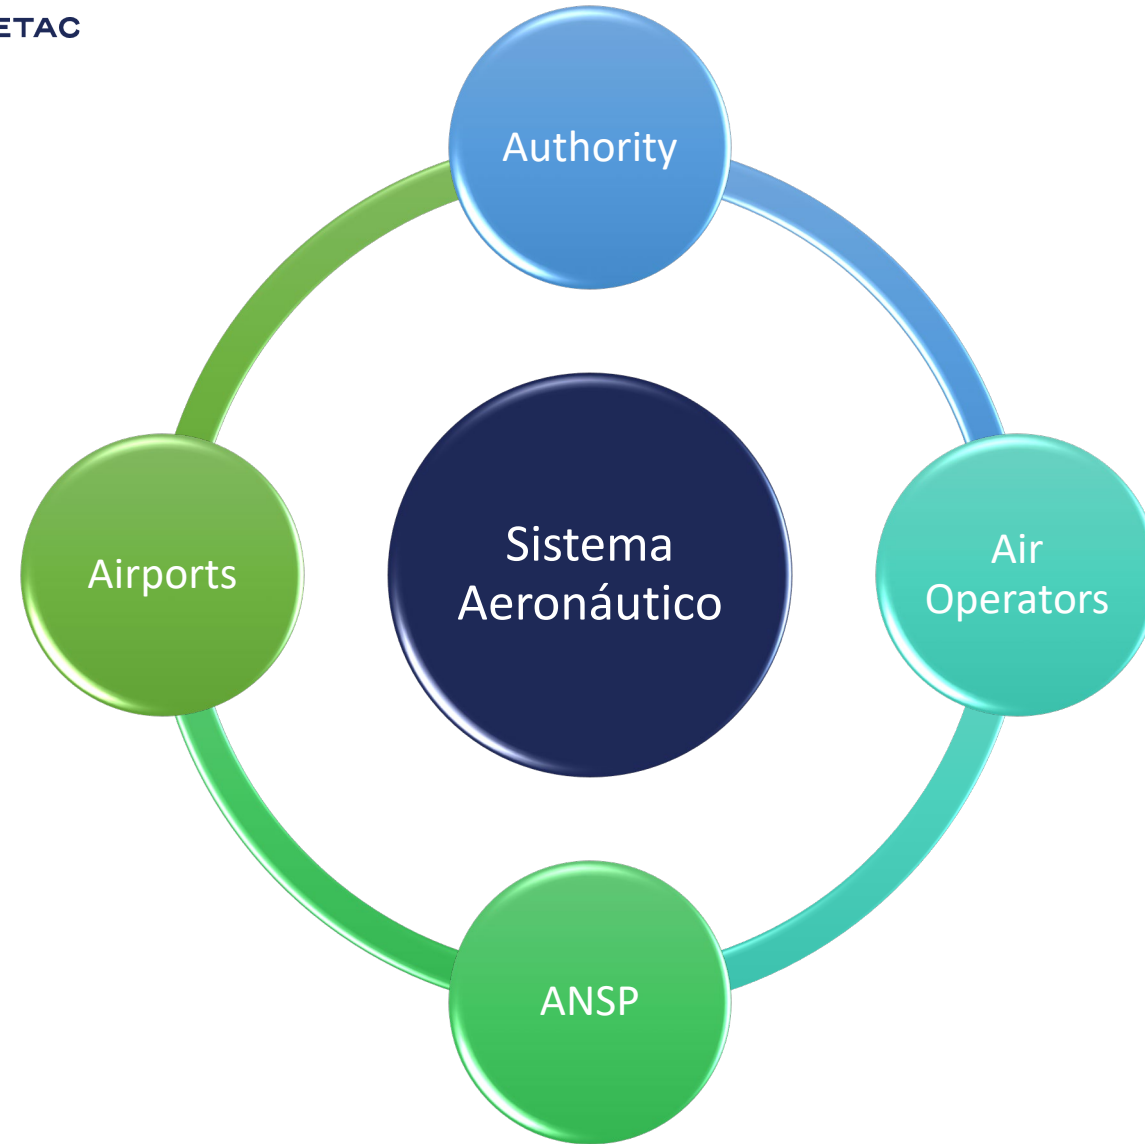 ETAC
Authority
Airports
Sistema
Aeronáutico
Air
Operators
ANSP